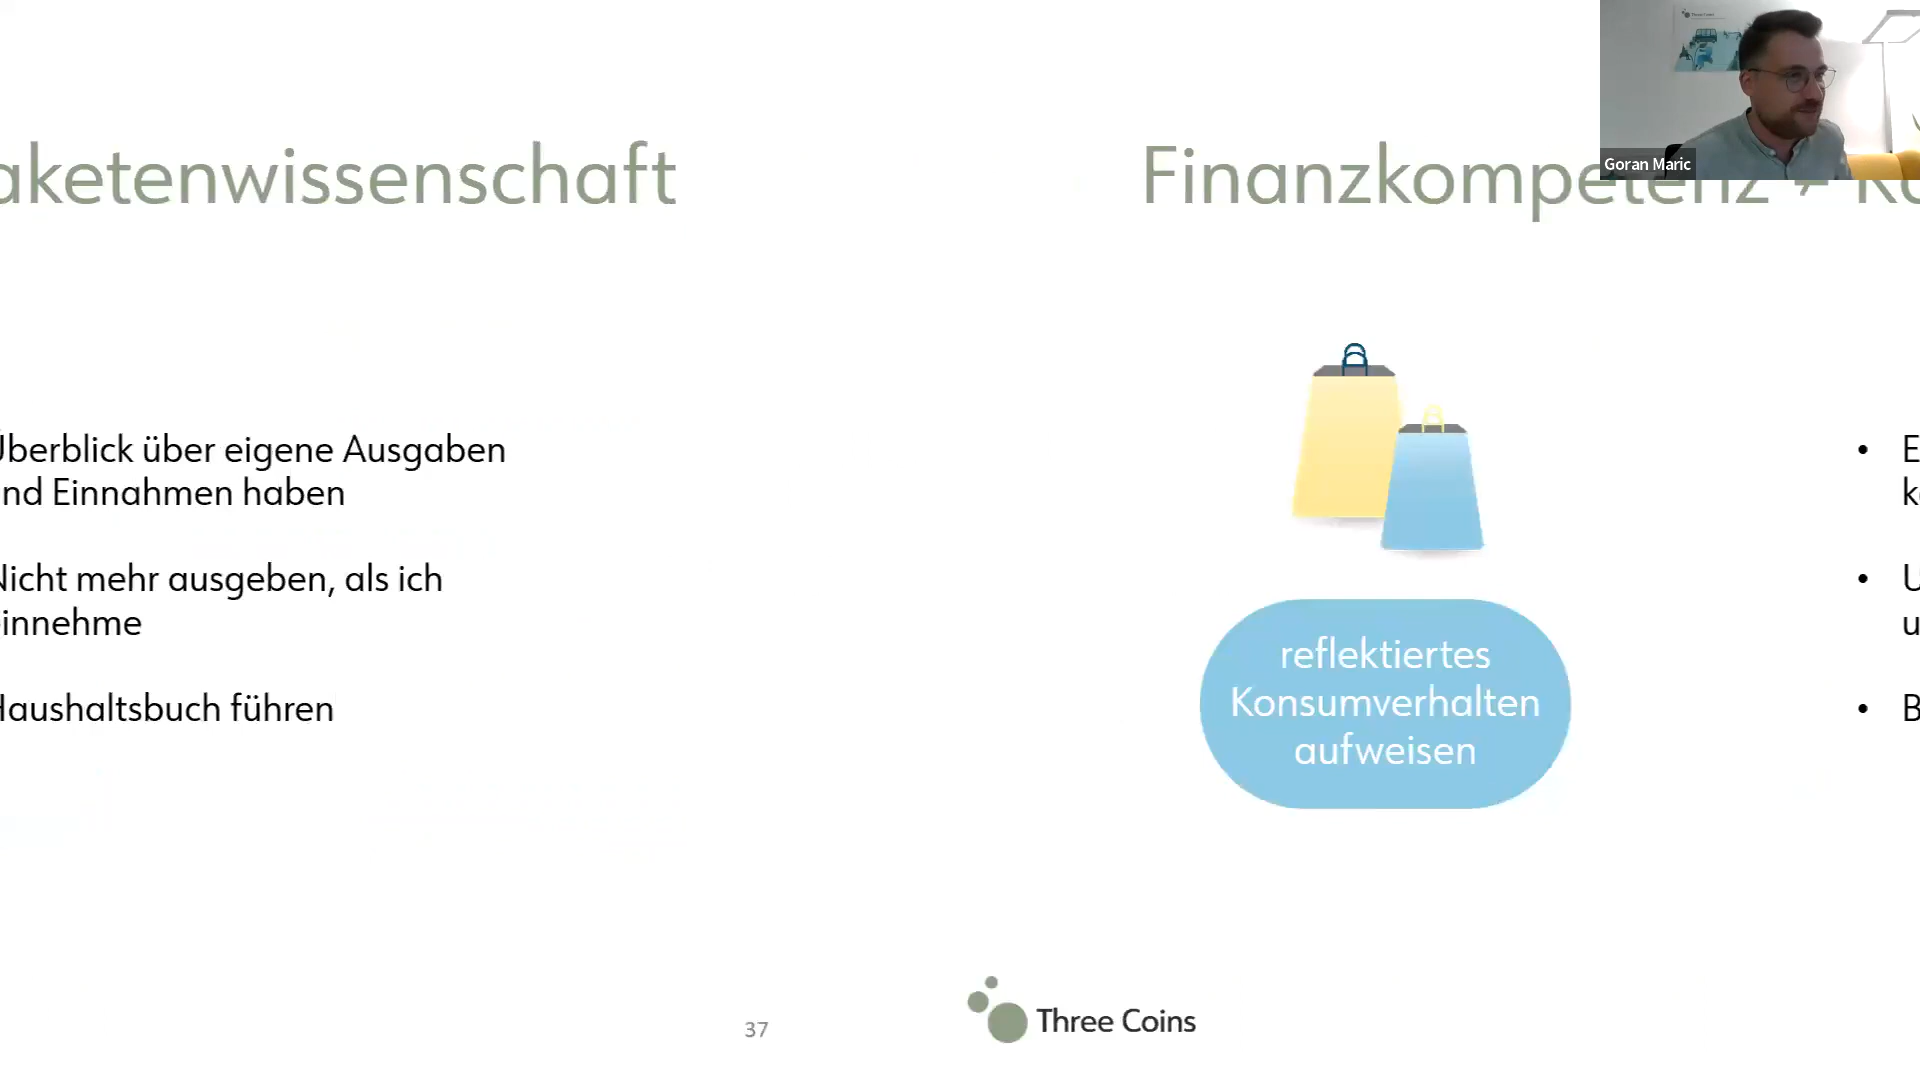 aketenwissenschaft
Überblick über eigene Ausgaben
nd Einnahmen haben
Nicht mehr ausgeben, als ich
innehme
Haushaltsbuch führen
37
Finanzkompetenz ≠ R
reflektiertes
Konsumverhalten
aufweisen
• E
k
• U
u
• B
Three Coins
Goran Maric